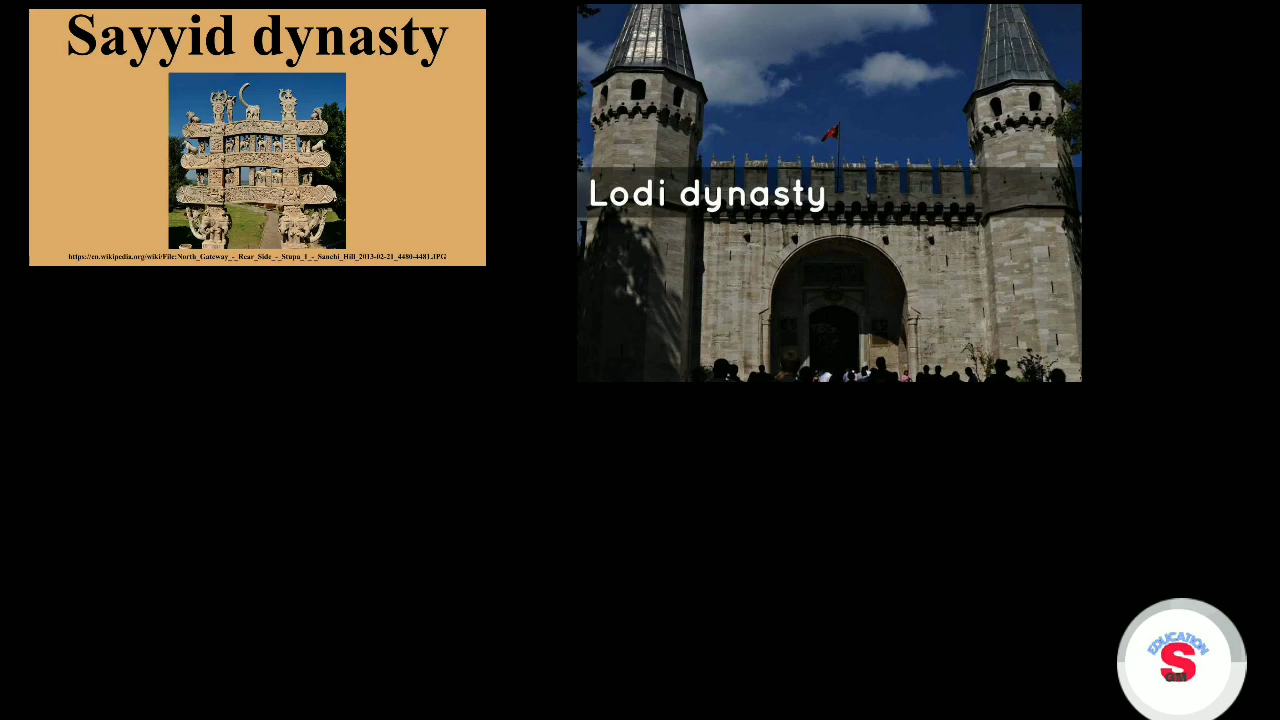 Sayyid dynasty
https://en.wikipedia.org/wiki/File:North_Gateway_-_Rear_Side_-_Stupa_1_-_Sanchi_Hill_2013-02-21_4480-4481.JPG
Lodi dynasty
EDUCATION
S
GM